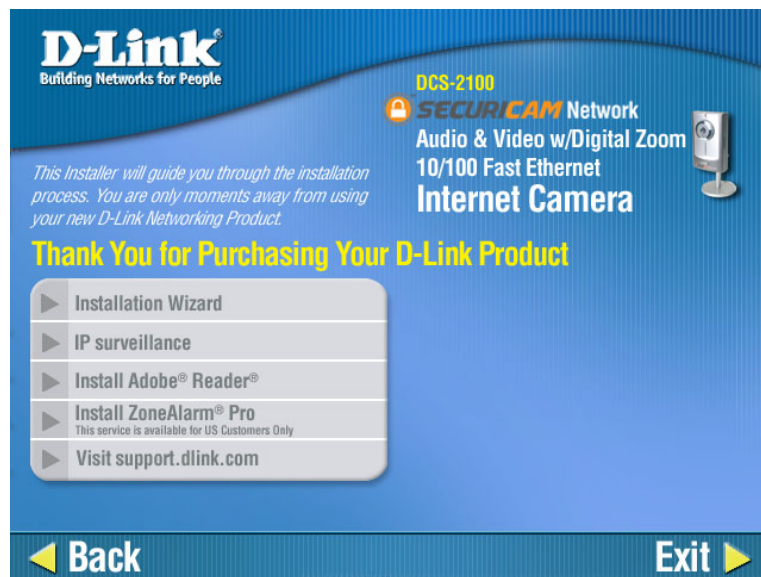 D-Link®
Building Networks for People
DCS-2100
SECURICAM™ Network
Audio & Video w/Digital Zoom
10/100 Fast Ethernet
Internet Camera
This Installer will guide you through the installation
process. You are only moments away from using
your new D-Link Networking Product.
Thank You for Purchasing Your D-Link Product
Installation Wizard
IP surveillance
Install Adobe® Reader®
Install ZoneAlarm® Pro
This service is available for US Customers Only
Visit support.dlink.com
Back
Exit